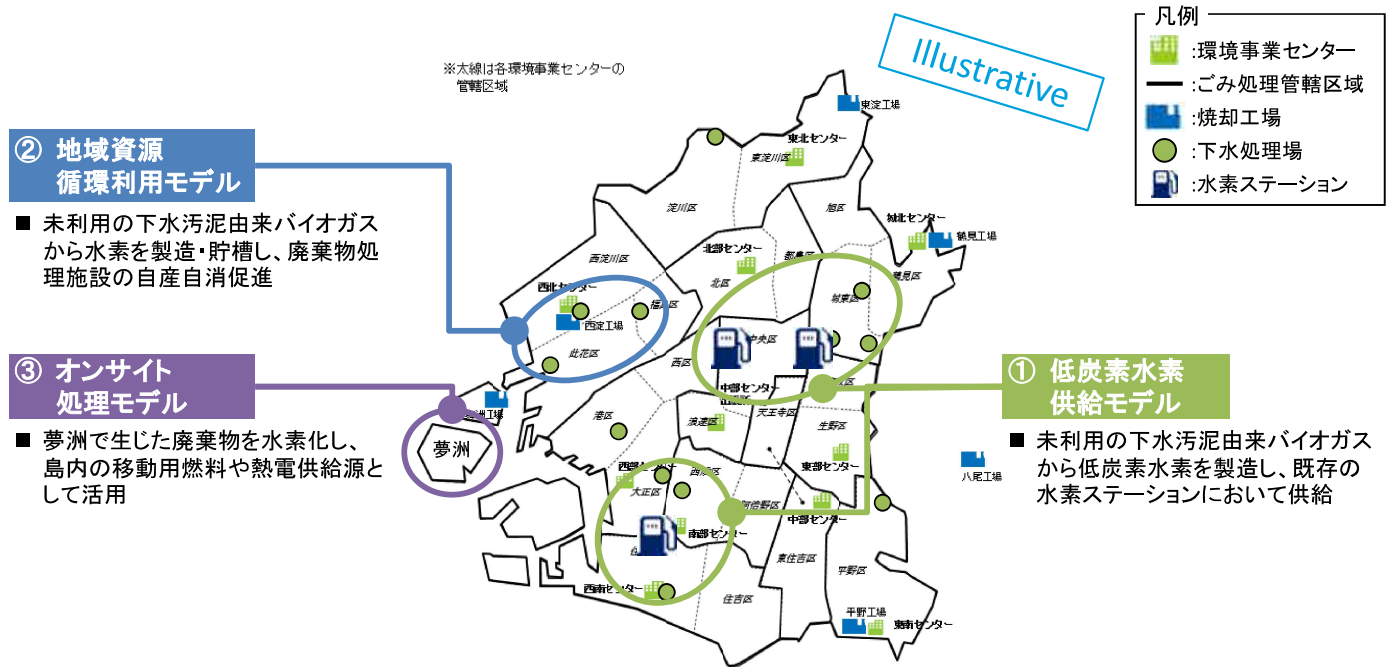 ※太線は各環境事業センターの
管轄区域
Illustrative
凡例
:環境事業センター
:ごみ処理管轄区域
:焼却工場
:下水処理場
:水素ステーション
② 地域資源
循環利用モデル
■ 未利用の下水汚泥由来バイオガス
から水素を製造・貯槽し、廃棄物処
理施設の自産自消促進
③ オンサイト
処理モデル
■ 夢洲で生じた廃棄物を水素化し、
島内の移動用燃料や熱電供給源と
して活用
① 低炭素水素
供給モデル
■ 未利用の下水汚泥由来バイオガス
から低炭素水素を製造し、既存の
水素ステーションにおいて供給
東淀工場
東北センター
東淀川区
淀川区
旭区
城北センター
鶴見工場
北部センター
都島区
鶴見区
西淀川区
北区
西北センター
福島区
城東区
西淀工場
中央区
此花区
西区
中部センター
天王寺区
港区
浪速区
生野区
夢洲
西部センター
西成区
東部センター
八尾工場
大正区
阿倍野区
中部センター
南部センター
東住吉区
平野区
西南センター
住吉区
平野工場
東南センター